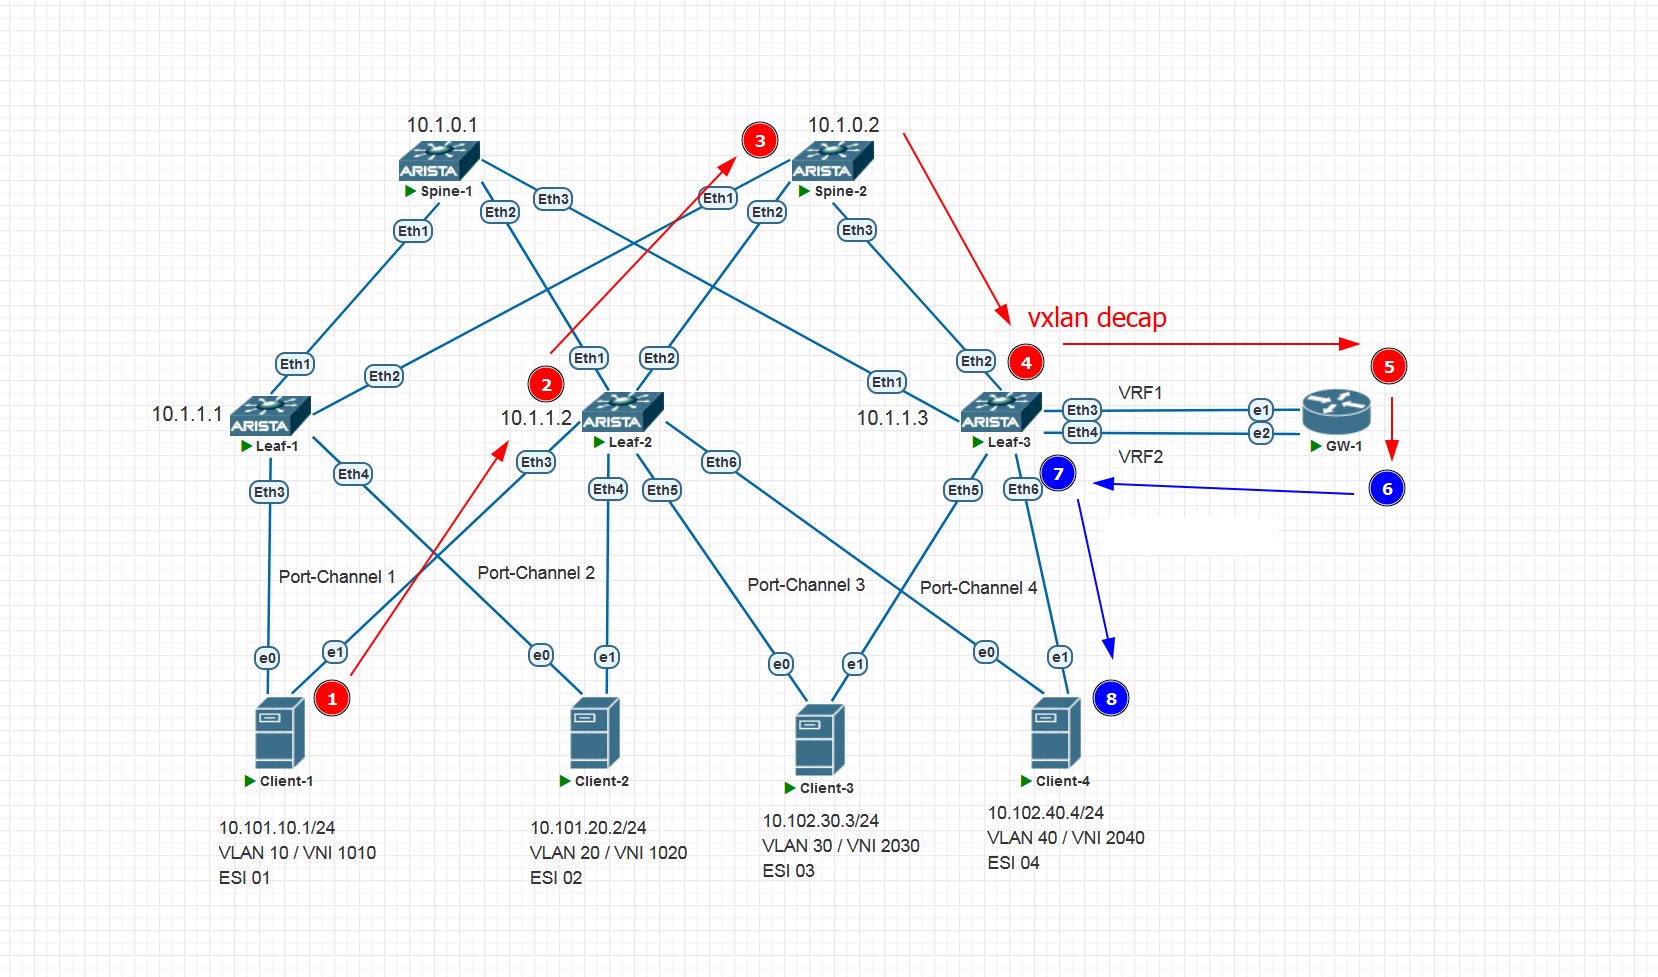 10.1.0.1
10.1.0.2
3
ARISTA
Spine-1
ARISTA
Spine-2
Eth1
Eth2
Eth3
Eth1
Eth2
Eth3
vxlan decap
Eth1
Eth2
Eth1
Eth2
Eth1
Eth2
4
5
2
10.1.1.1
ARISTA
Leaf-1
10.1.1.2
ARISTA
Leaf-2
10.1.1.3
ARISTA
Leaf-3
VRF1
Eth3
e1
Eth4
e2
VRF2
GW-1
Eth3
Eth4
Eth3
Eth4
Eth5
Eth6
Eth5
Eth6
7
6
Port-Channel 1
Port-Channel 2
Port-Channel 3
Port-Channel 4
e0
e1
e0
e1
e0
e1
e0
e1
1
8
Client-1
Client-2
Client-3
Client-4
10.101.10.1/24
VLAN 10 / VNI 1010
ESI 01
10.101.20.2/24
VLAN 20 / VNI 1020
ESI 02
10.102.30.3/24
VLAN 30 / VNI 2030
ESI 03
10.102.40.4/24
VLAN 40 / VNI 2040
ESI 04